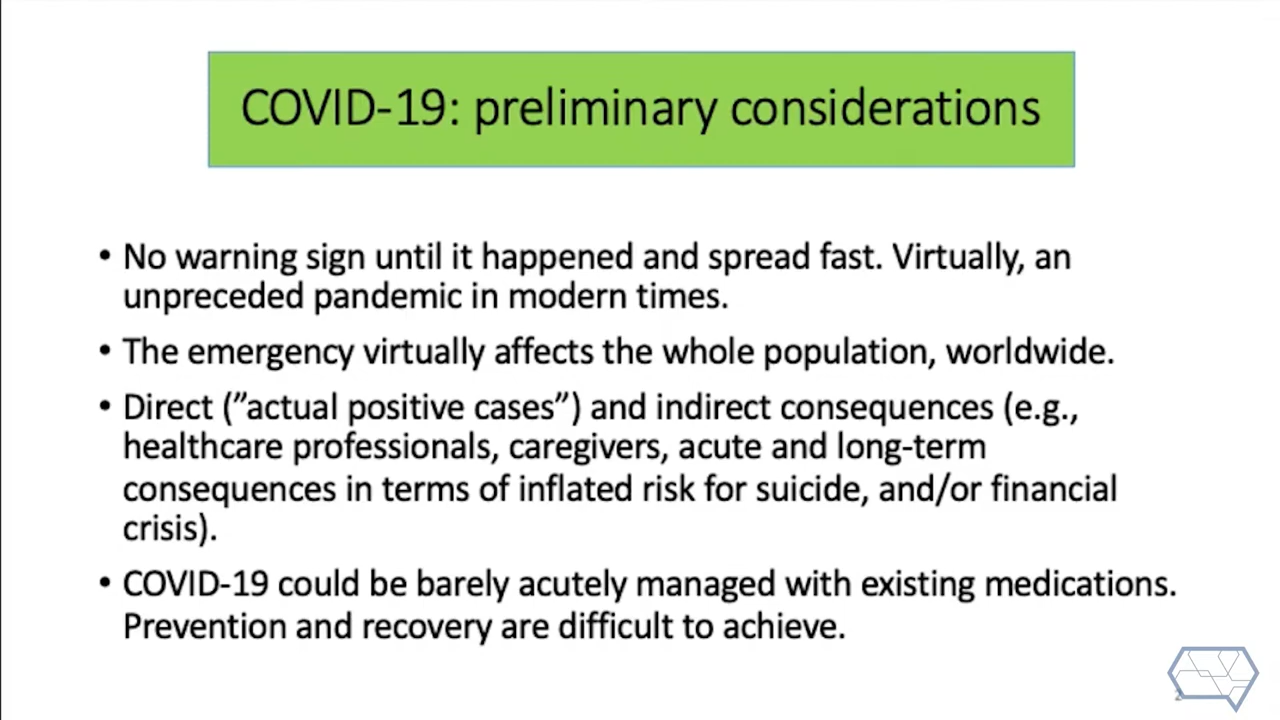 COVID-19: preliminary considerations
• No warning sign until it happened and spread fast. Virtually, an
unpreceded pandemic in modern times.
• The emergency virtually affects the whole population, worldwide.
• Direct (”actual positive cases”) and indirect consequences (e.g.,
healthcare professionals, caregivers, acute and long-term
consequences in terms of inflated risk for suicide, and/or financial
crisis).
• COVID-19 could be barely acutely managed with existing medications.
Prevention and recovery are difficult to achieve.
2